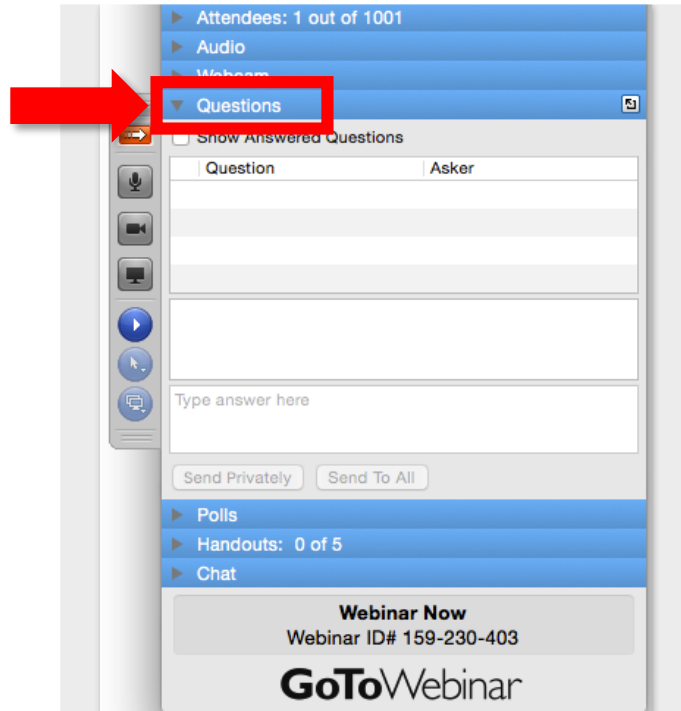 Attendees: 1 out of 1001
Audio
Webcam
Questions
Show Answered Questions
Question Asker
Type answer here
Send Privately Send To All
Polls
Handouts: 0 of 5
Chat
Webinar Now
Webinar ID# 159-230-403
GoToWebinar